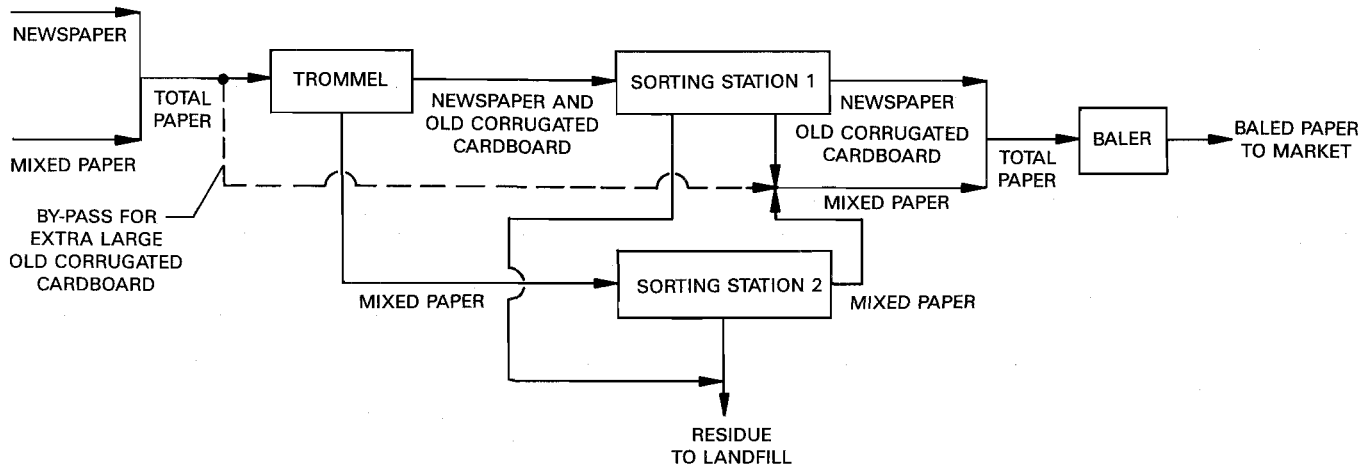 NEWSPAPER
MIXED PAPER
TOTAL
PAPER
BY-PASS FOR
EXTRA LARGE
OLD CORRUGATED
CARDBOARD
TROMMEL
NEWSPAPER AND
OLD CORRUGATED
CARDBOARD
MIXED PAPER
SORTING STATION 1
NEWSPAPER
OLD CORRUGATED
CARDBOARD
MIXED PAPER
SORTING STATION 2
MIXED PAPER
RESIDUE
TO LANDFILL
TOTAL
PAPER
BALER
BALED PAPER
TO MARKET